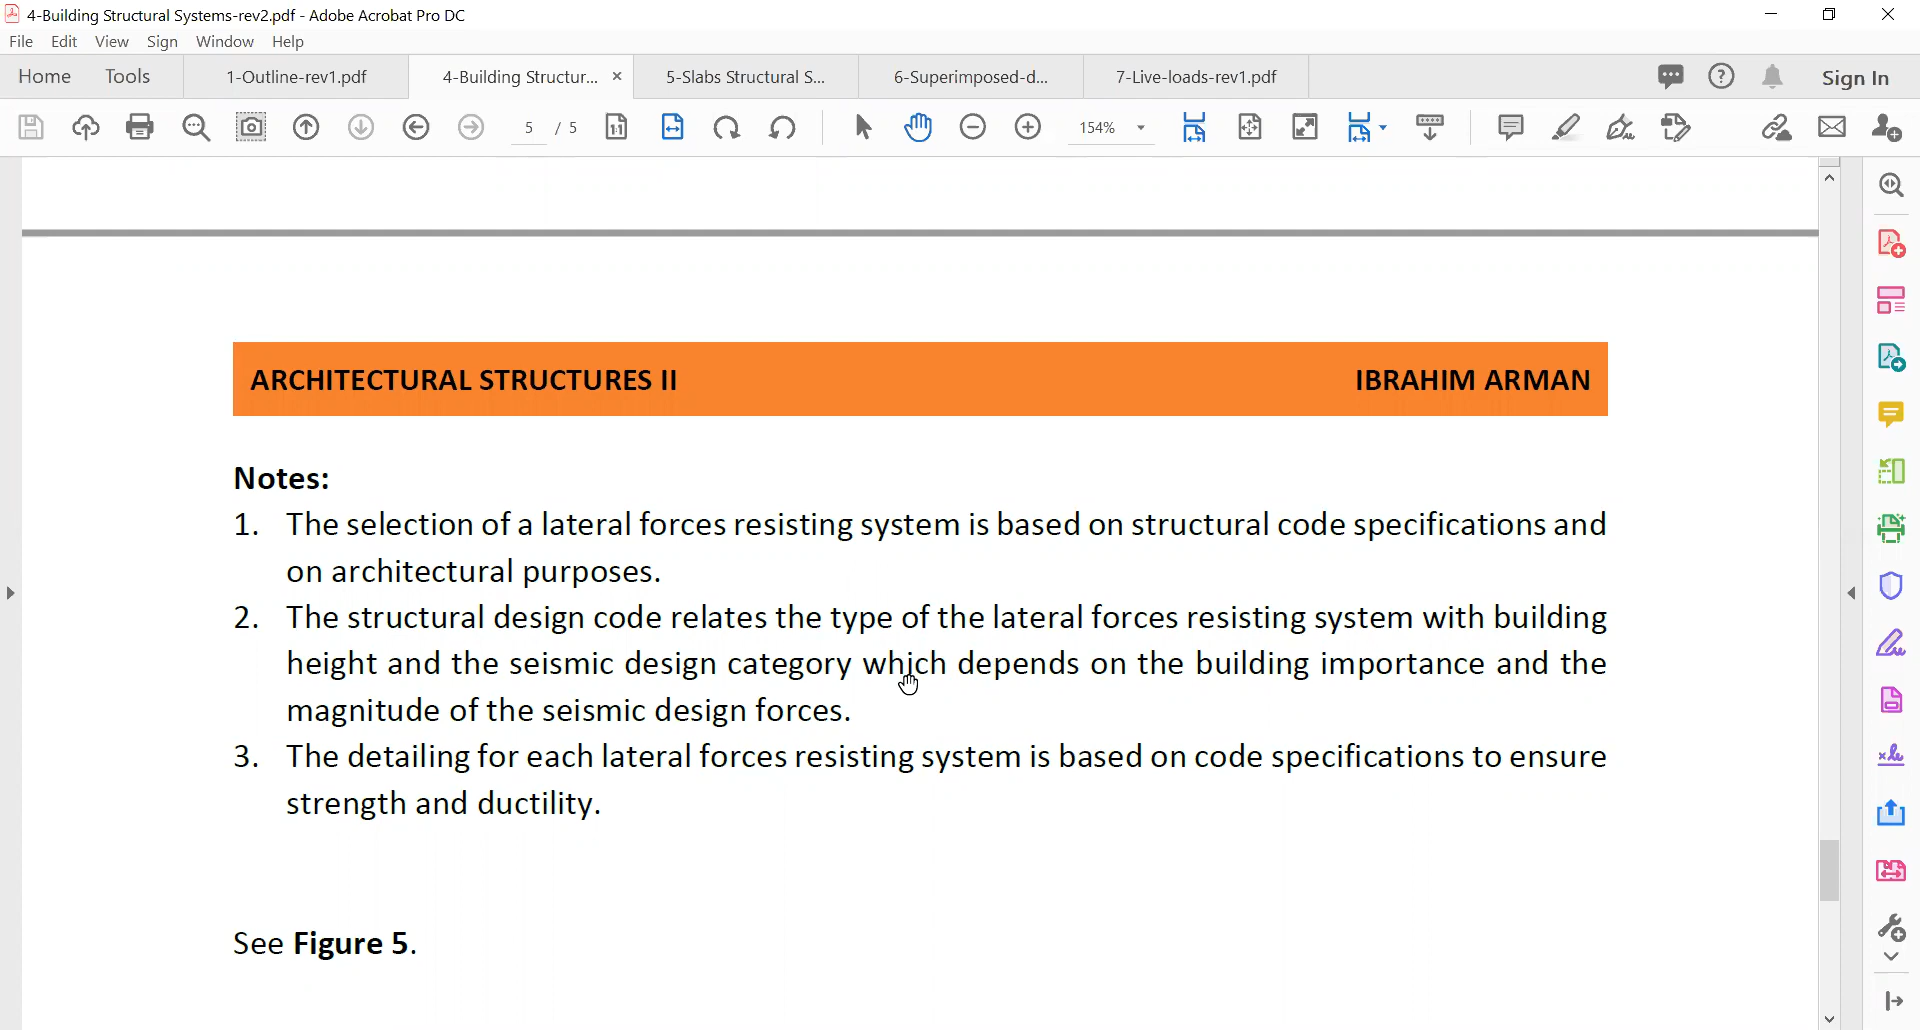 4-Building Structural Systems-rev2.pdf - Adobe Acrobat Pro DC
File Edit View Sign Window Help
Home Tools 1-Outline-rev1.pdf 4-Building Structur... × 5-Slabs Structural S... 6-Superimposed-d... 7-Live-loads-rev1.pdf Sign In
5 / 5 154%
ARCHITECTURAL STRUCTURES II IBRAHIM ARMAN
Notes:
1. The selection of a lateral forces resisting system is based on structural code specifications and
on architectural purposes.
2. The structural design code relates the type of the lateral forces resisting system with building
height and the seismic design category which depends on the building importance and the
magnitude of the seismic design forces.
3. The detailing for each lateral forces resisting system is based on code specifications to ensure
strength and ductility.
See Figure 5.